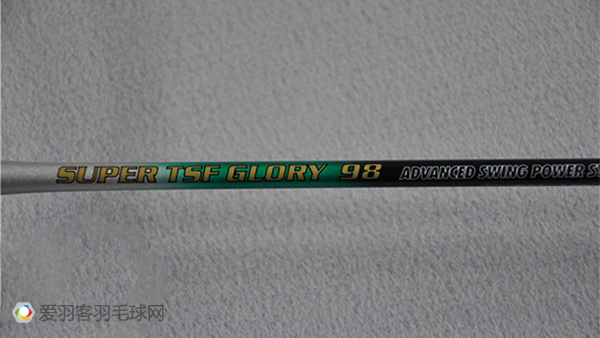 SUPER TSF GLORY 98 ADVANCED SWING POWER
爱羽客羽毛球网